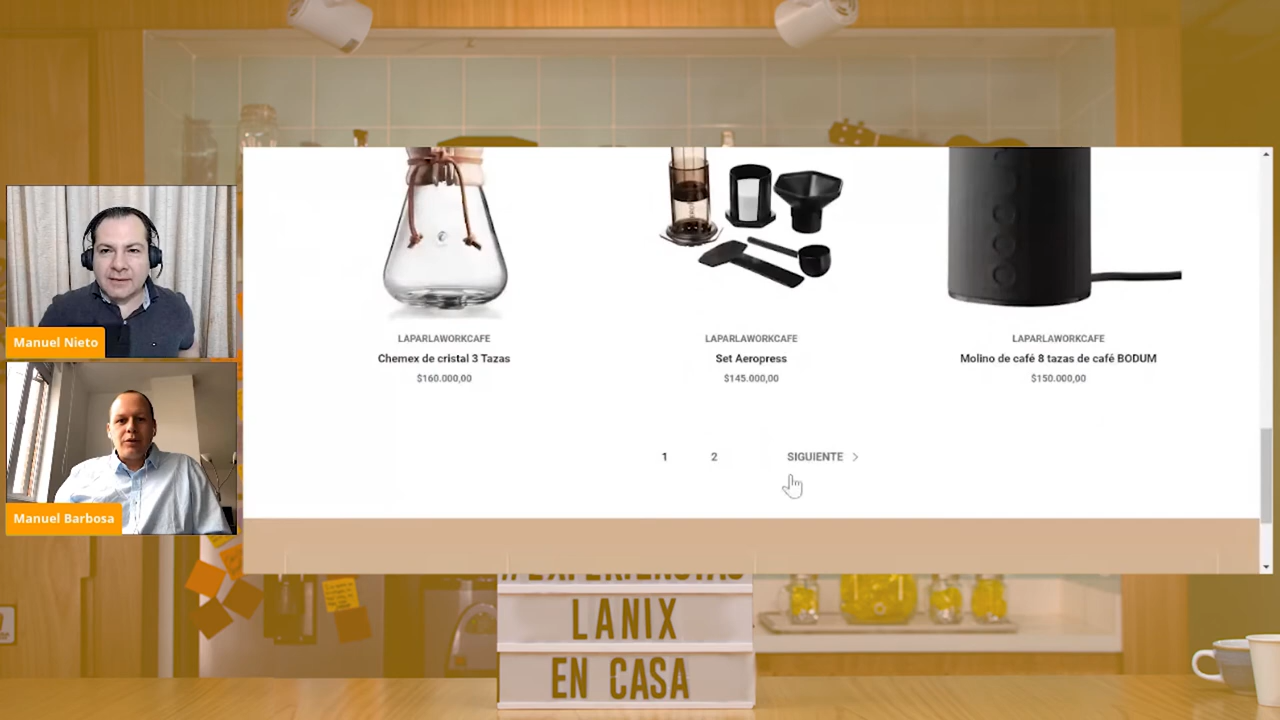 Manuel Nieto
Manuel Barbosa
LAPARLAWORKCAFE
Chemex de cristal 3 Tazas
$160.000,00
LAPARLAWORKCAFE
Set Aeropress
$145.000,00
LAPARLAWORKCAFE
Molino de café 8 tazas de café BODUM
$150.000,00
1 2 SIGUIENTE
#EXPERIENCIAS
LANIX
EN CASA